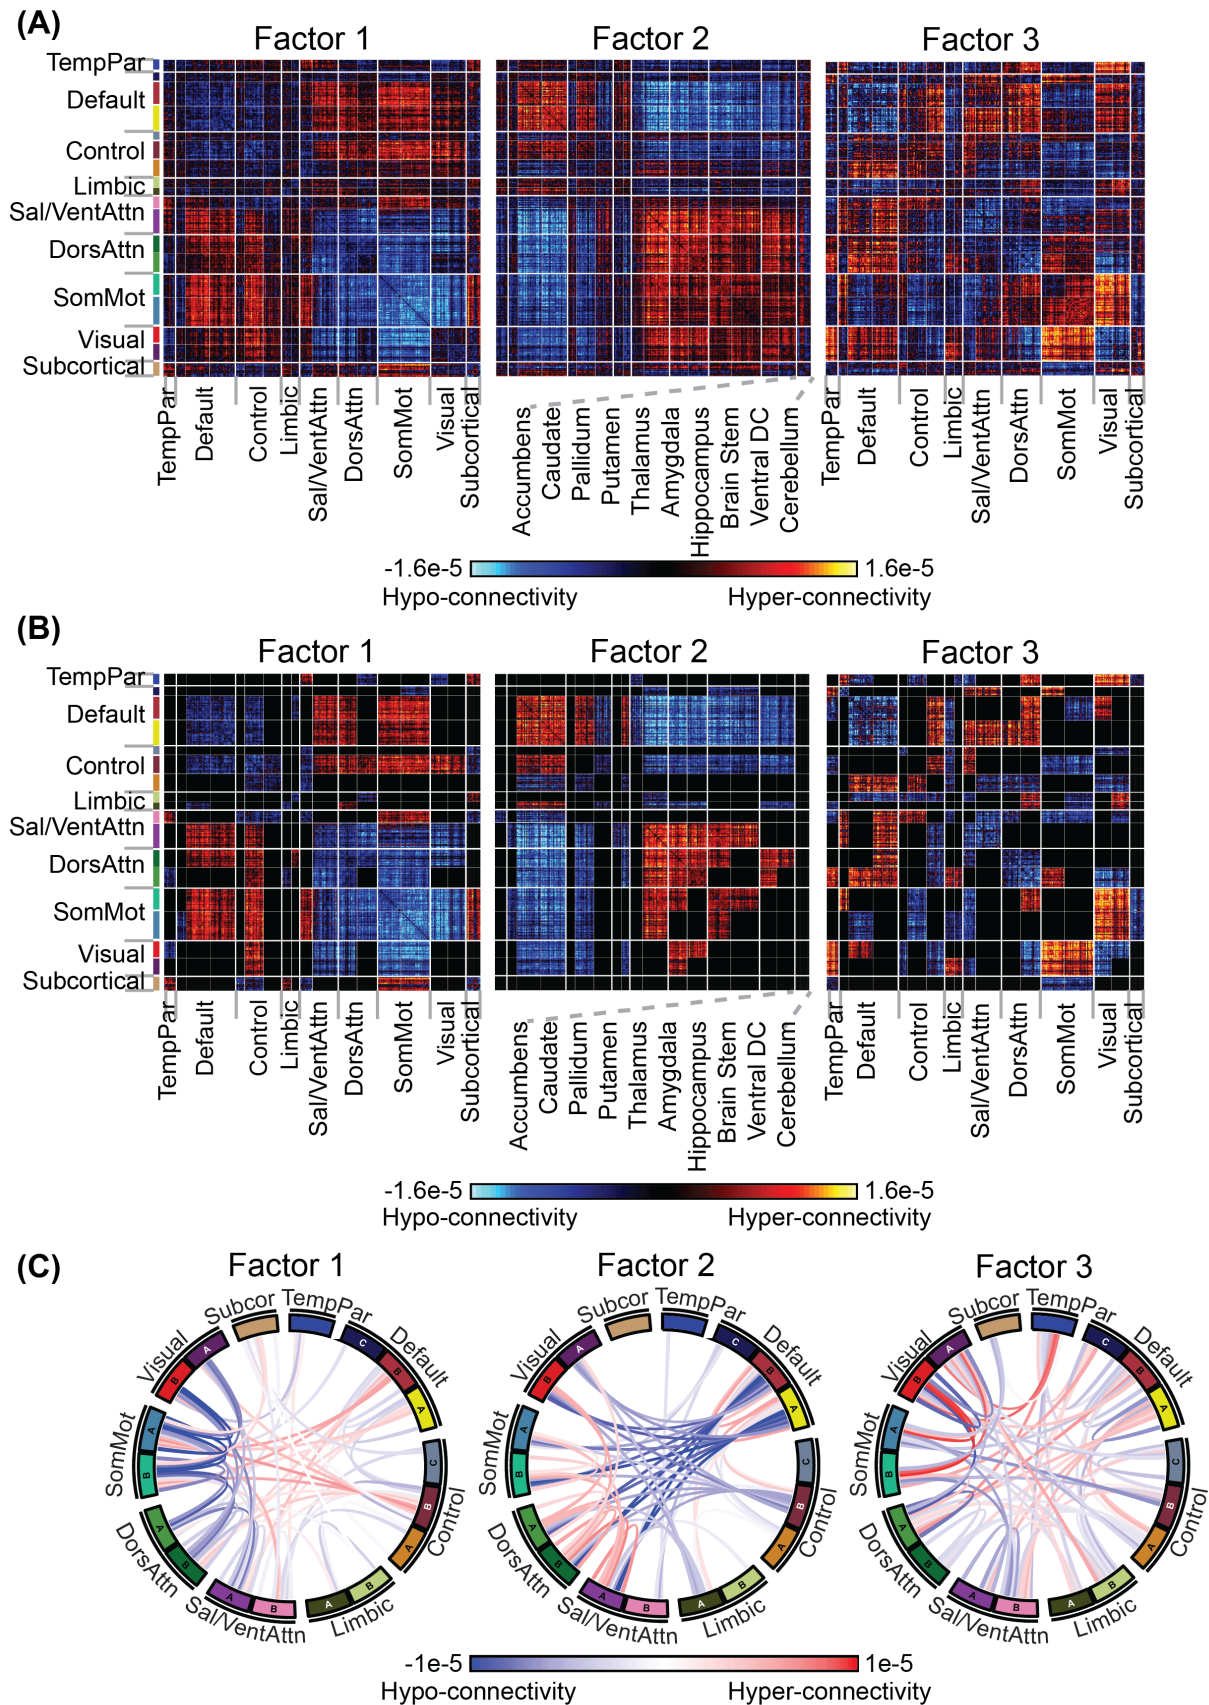 (A)
Factor 1
Factor 2
Factor 3
TempPar
Default
Control
Limbic
Sal/VentAttn
DorsAttn
SomMot
Visual
Subcortical
TempPar
Default
Control
Limbic
Sal/VentAttn
DorsAttn
SomMot
Visual
Subcortical
Accumbens
Caudate
Pallidum
Putamen
Thalamus
Amygdala
Hippocampus
Brain Stem
Ventral DC
Cerebellum
TempPar
Default
Control
Limbic
Sal/VentAttn
DorsAttn
SomMot
Visual
Subcortical
-1.6e-5
1.6e-5
Hypo-connectivity
Hyper-connectivity
(B)
Factor 1
Factor 2
Factor 3
TempPar
Default
Control
Limbic
Sal/VentAttn
DorsAttn
SomMot
Visual
Subcortical
TempPar
Default
Control
Limbic
Sal/VentAttn
DorsAttn
SomMot
Visual
Subcortical
Accumbens
Caudate
Pallidum
Putamen
Thalamus
Amygdala
Hippocampus
Brain Stem
Ventral DC
Cerebellum
TempPar
Default
Control
Limbic
Sal/VentAttn
DorsAttn
SomMot
Visual
Subcortical
-1.6e-5
1.6e-5
Hypo-connectivity
Hyper-connectivity
(C)
Factor 1
Factor 2
Factor 3
Subcor
TempPar
Default
Control
Limbic
Sal/VentAttn
DorsAttn
SomMot
Visual
C
B
A
C
B
A
B
A
B
A
B
A
B
A
B
A
Subcor
TempPar
Default
Control
Limbic
Sal/VentAttn
DorsAttn
SomMot
Visual
C
B
A
C
B
A
B
A
B
A
B
A
B
A
B
A
Subcor
TempPar
Default
Control
Limbic
Sal/VentAttn
DorsAttn
SomMot
Visual
C
B
A
C
B
A
B
A
B
A
B
A
B
A
B
A
-1e-5
1e-5
Hypo-connectivity
Hyper-connectivity